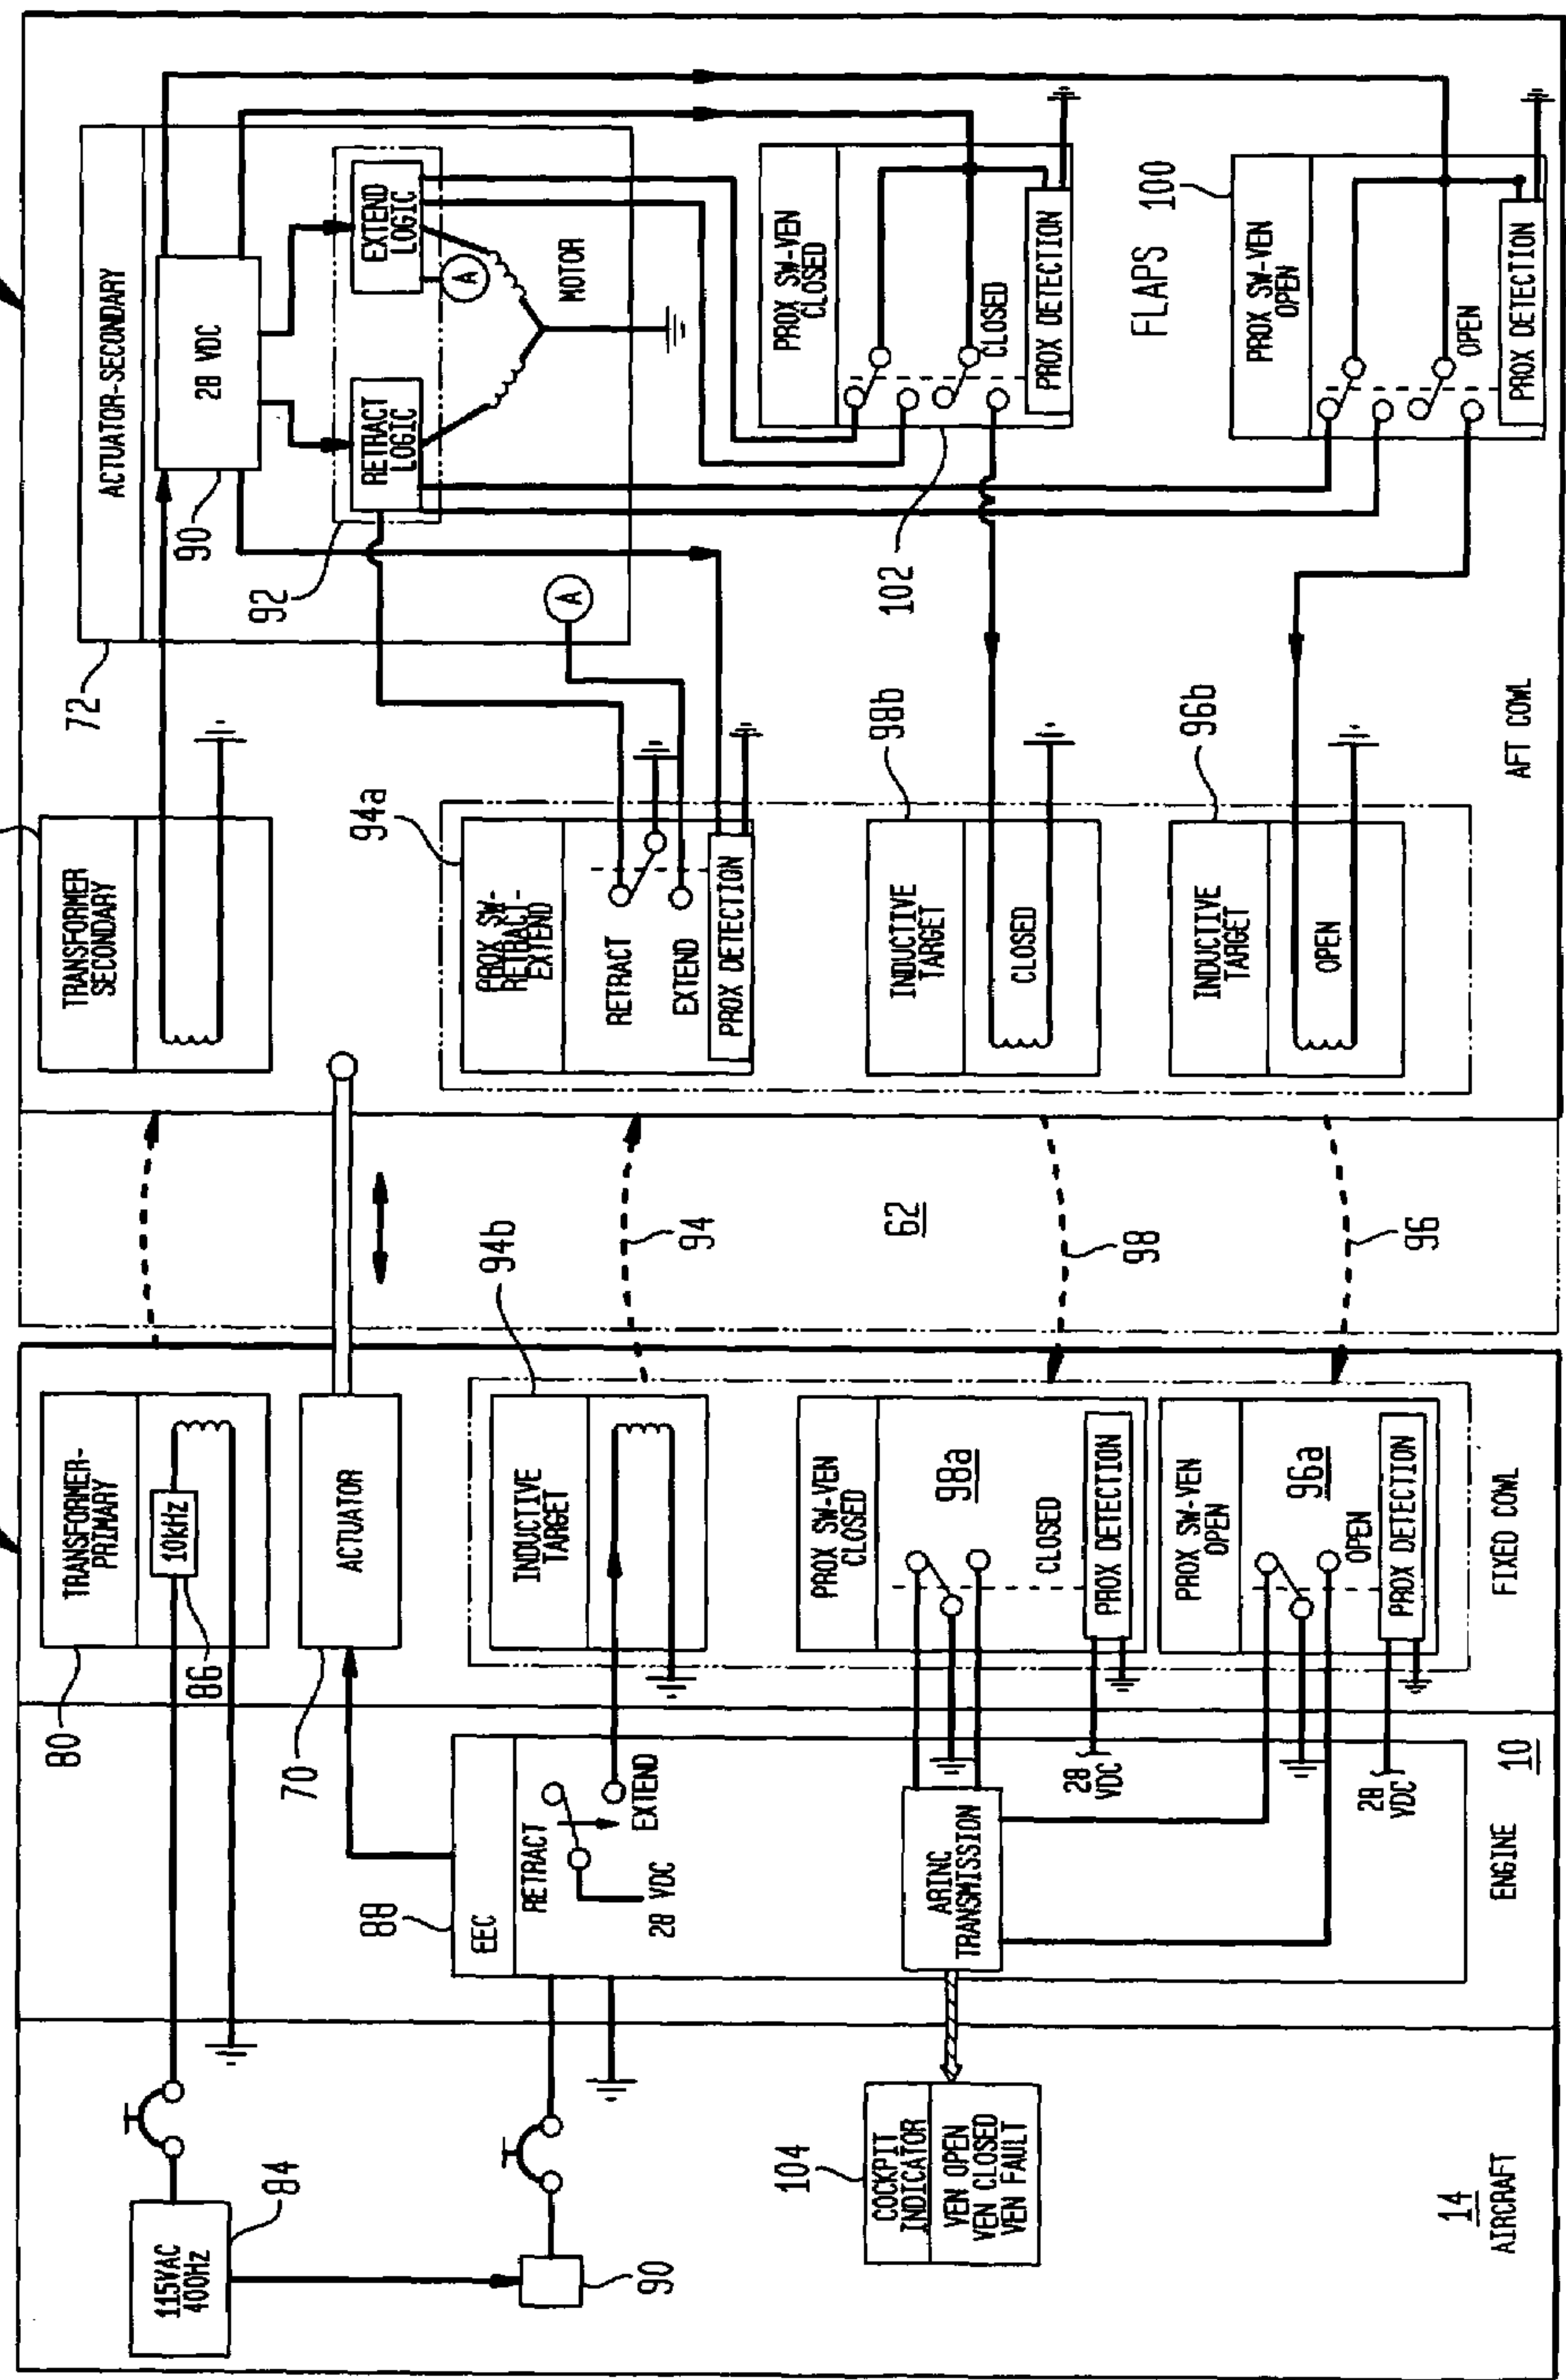 115VAC
400HZ
84
90
104
COCKPIT
INDICATOR
VEN OPEN
VEN CLOSED
VEN FAULT
14
AIRCRAFT
88
EEC
RETRACT
EXTEND
28 VDC
ARINC
TRANSMISSION
28
VDC
28
VDC
ENGINE
10
80
TRANSFORMER-
PRIMARY
10KHZ
86
70
ACTUATOR
94b
INDUCTIVE
TARGET
PROX SW-VEN
CLOSED
98a
CLOSED
PROX DETECTION
PROX SW-VEN
OPEN
96a
OPEN
PROX DETECTION
FIXED COWL
94
62
98
96
TRANSFORMER
SECONDARY
94a
PROX SW-
RETRACT-
EXTEND
RETRACT
EXTEND
PROX DETECTION
98b
INDUCTIVE
TARGET
CLOSED
96b
INDUCTIVE
TARGET
OPEN
AFT COWL
72
ACTUATOR-SECONDARY
28 VDC
90
92
RETRACT
LOGIC
EXTEND
LOGIC
A
MOTOR
A
102
PROX SW-VEN
CLOSED
CLOSED
PROX DETECTION
FLAPS
100
PROX SW-VEN
OPEN
OPEN
PROX DETECTION